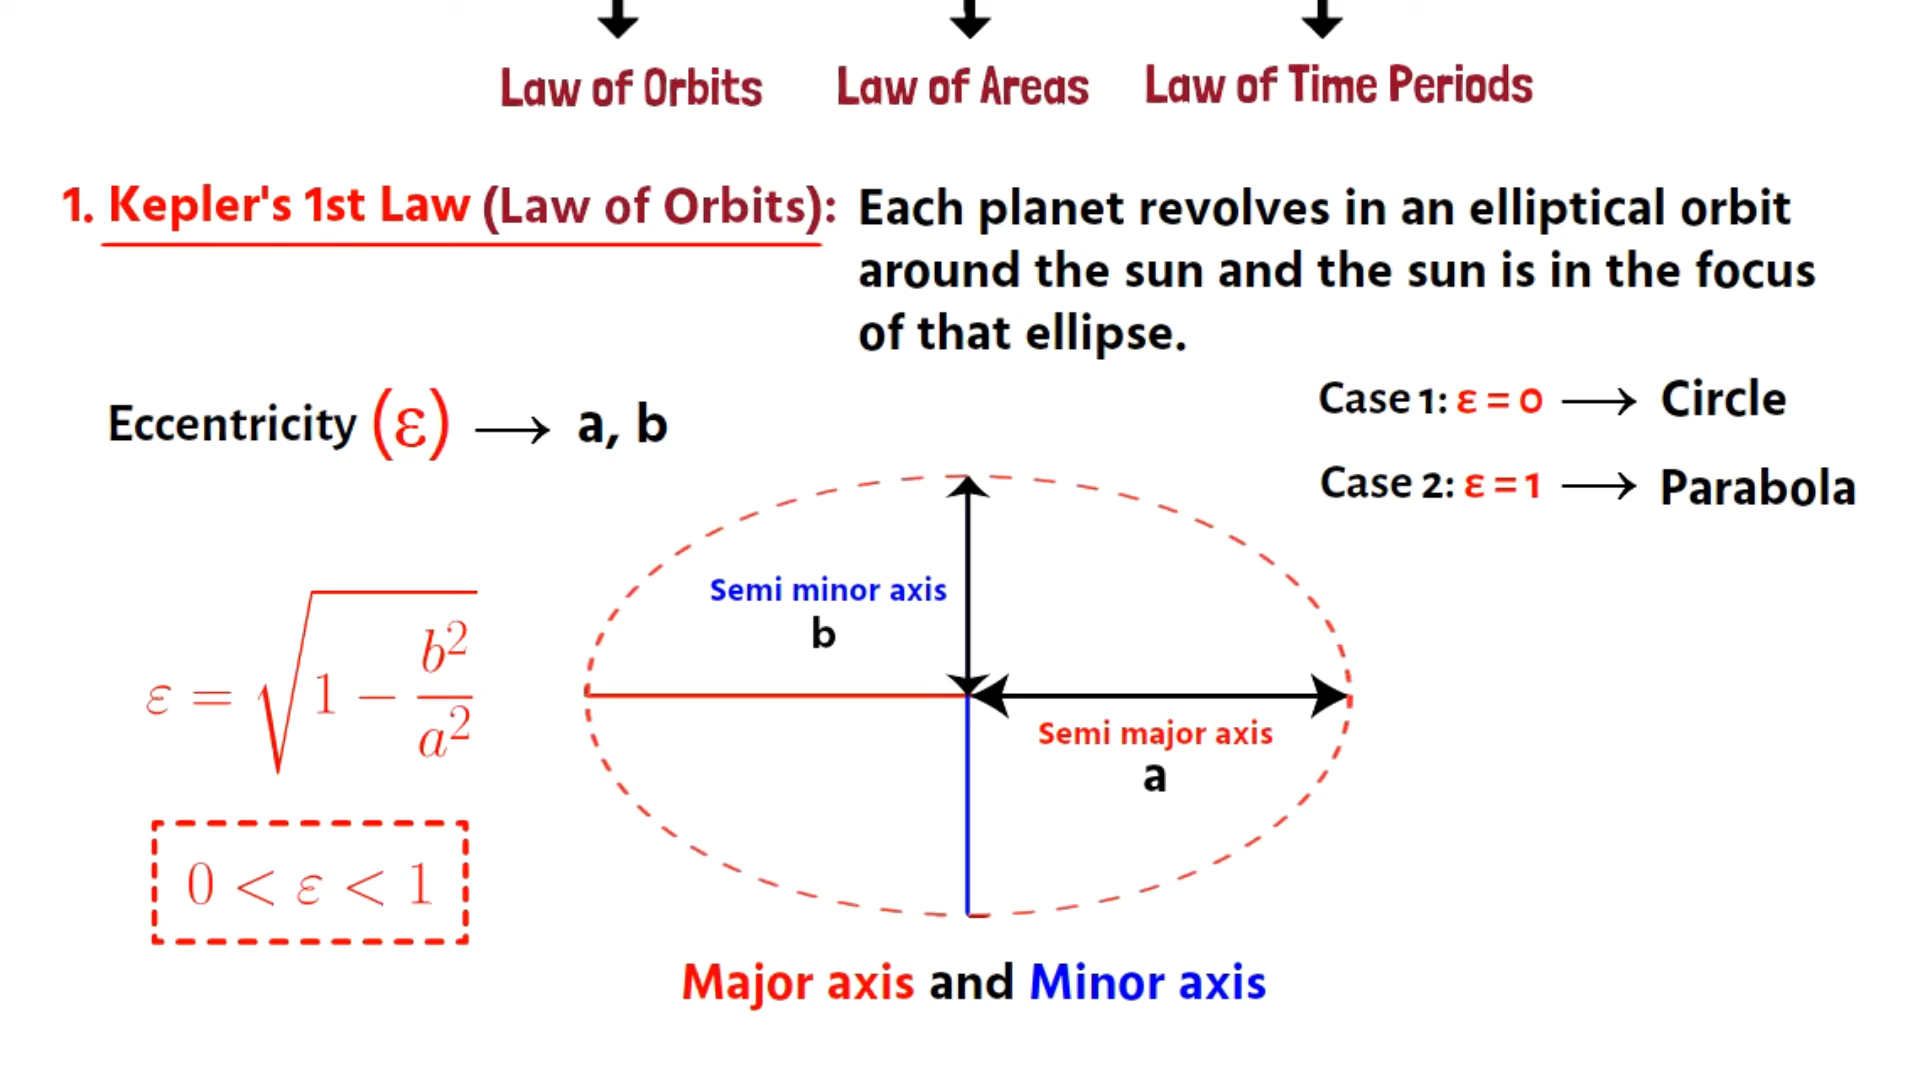 Law of Orbits Law of Areas Law of Time Periods
1. Kepler's 1st Law (Law of Orbits): Each planet revolves in an elliptical orbit
around the sun and the sun is in the focus
of that ellipse.
Eccentricity (ε) → a, b
Case 1: ε = 0 → Circle
Case 2: ε = 1 → Parabola
Semi minor axis
b
ε = √(1 − b²/a²)
Semi major axis
a
0 < ε < 1
Major axis and Minor axis